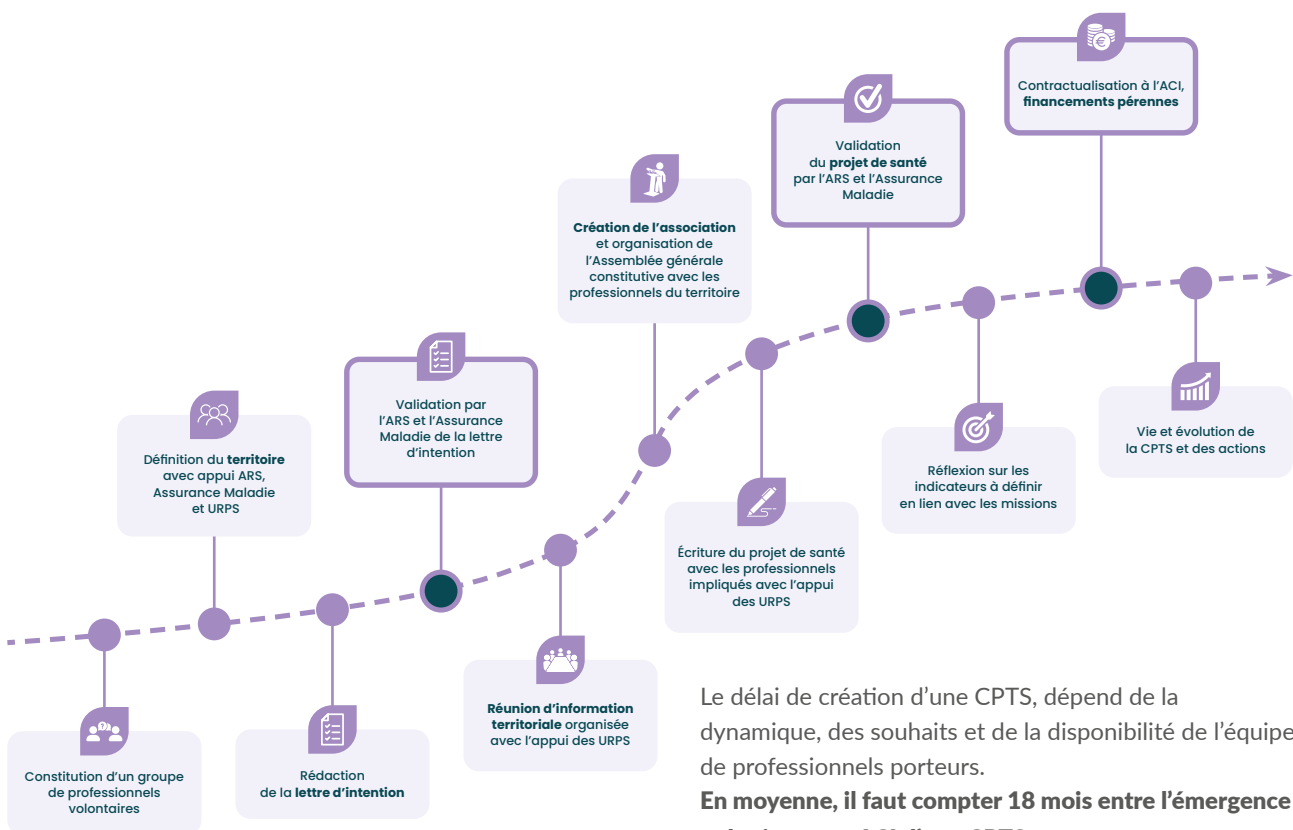 Constitution d'un groupe
de professionnels
volontaires
Définition du territoire
avec appui ARS,
Assurance Maladie
et URPS
Rédaction
de la lettre d'intention
Validation par
l'ARS et l'Assurance
Maladie de la lettre
d'intention
Réunion d'information
territoriale organisée
avec l'appui des URPS
Création de l'association
et organisation de
l'Assemblée générale
constitutive avec les
professionnels du territoire
Écriture du projet de santé
avec les professionnels
impliqués avec l'appui
des URPS
Validation
du projet de santé
par l'ARS et l'Assurance
Maladie
Réflexion sur les
indicateurs à définir
en lien avec les missions
Contractualisation à l'ACI,
financements pérennes
Vie et évolution de
la CPTS et des actions
Le délai de création d'une CPTS, dépend de la
dynamique, des souhaits et de la disponibilité de l'équipe
de professionnels porteurs.
En moyenne, il faut compter 18 mois entre l'émergence